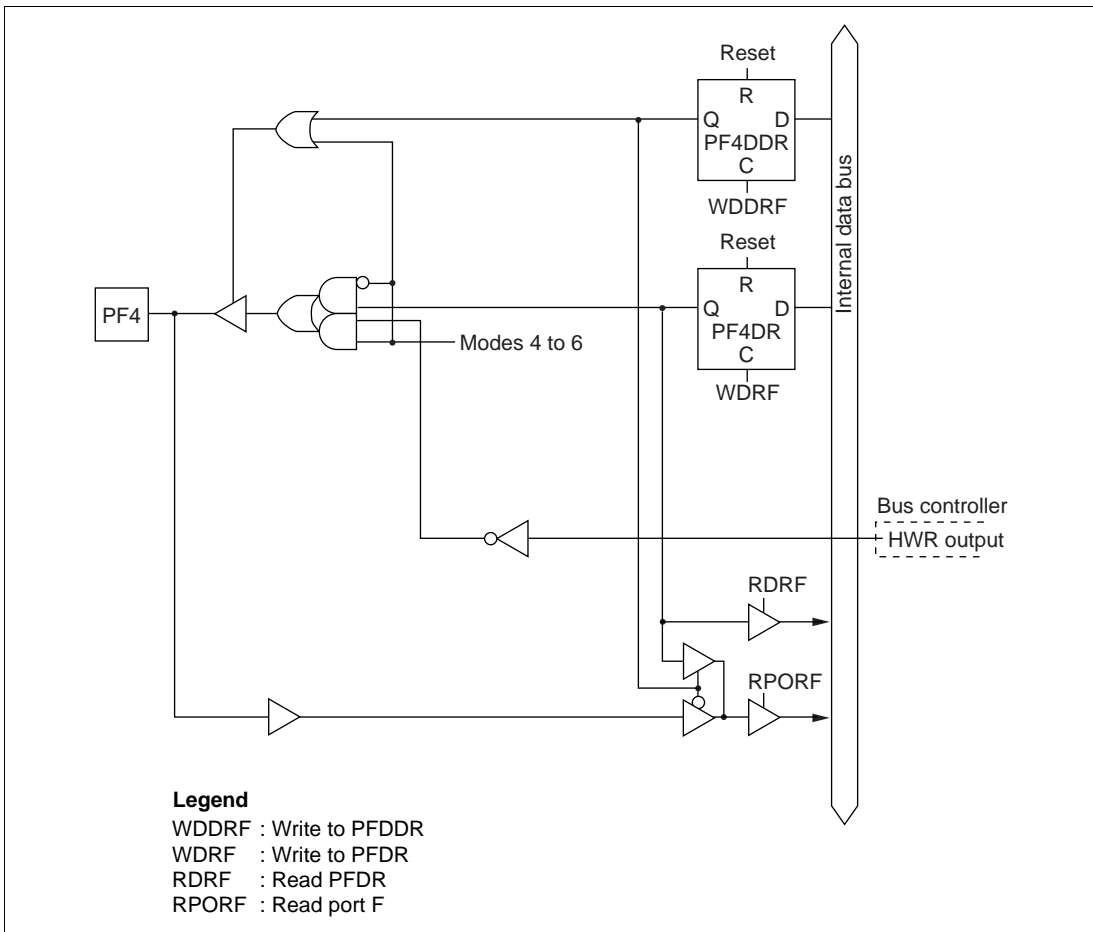 Reset
R
Q D
PF4DDR
C
WDDRF
Reset
R
Q D
PF4DR
C
WDRF
Internal data bus
PF4
Modes 4 to 6
Bus controller
HWR output
RDRF
RPORF
Legend
WDDRF : Write to PFDDR
WDRF : Write to PFDR
RDRF : Read PFDR
RPORF : Read port F